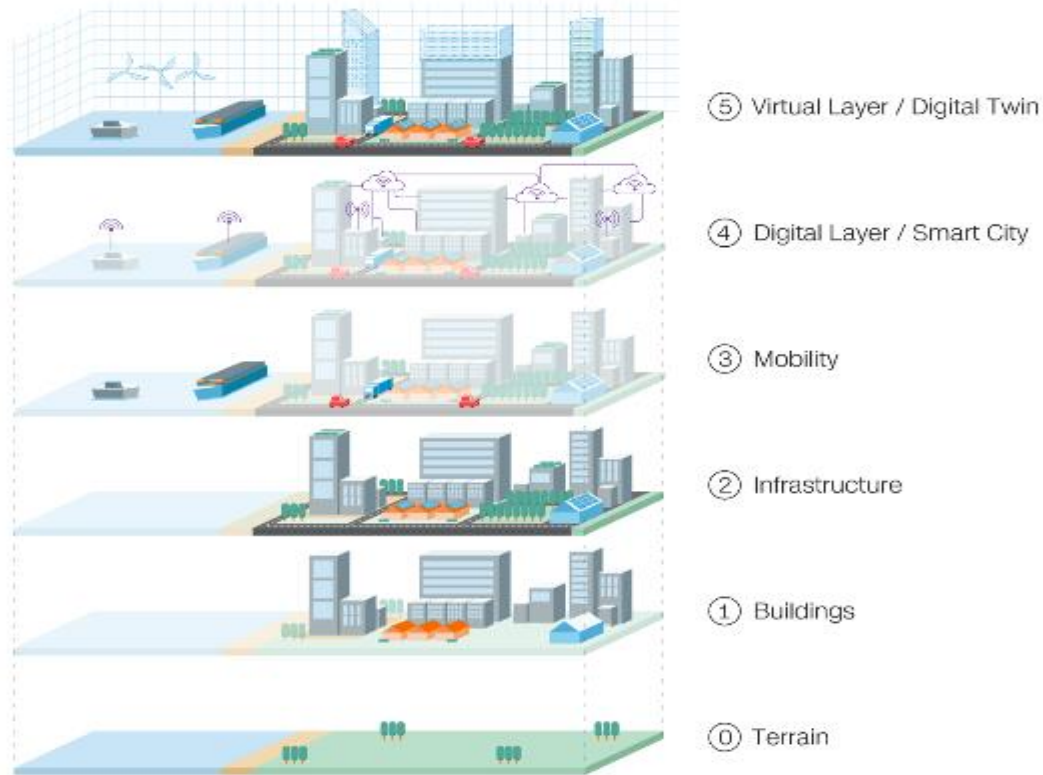 ⑤ Virtual Layer / Digital Twin
④ Digital Layer / Smart City
③ Mobility
② Infrastructure
① Buildings
⓪ Terrain